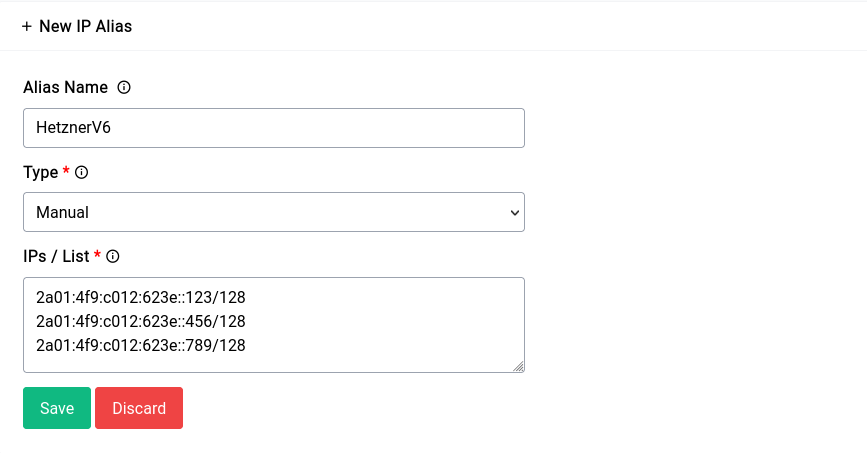 + New IP Alias
Alias Name
HetznerV6
Type *
Manual
IPs / List *
2a01:4f9:c012:623e::123/128
2a01:4f9:c012:623e::456/128
2a01:4f9:c012:623e::789/128
Save Discard